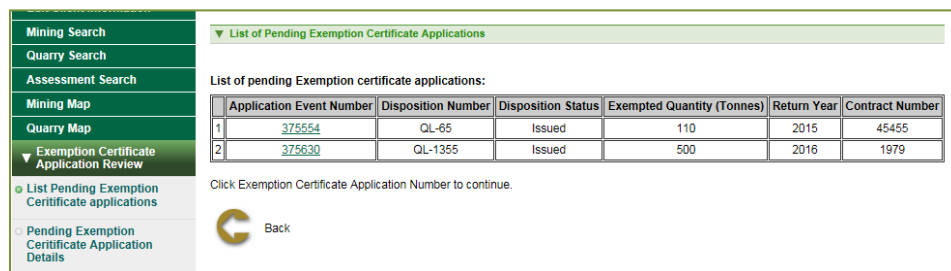 Mining Search
Quarry Search
Assessment Search
Mining Map
Quarry Map
▼ Exemption Certificate
Application Review
List Pending Exemption
Ceritificate applications
Pending Exemption
Ceritificate Application
Details
▼ List of Pending Exemption Certificate Applications
List of pending Exemption certificate applications:
Application Event Number Disposition Number Disposition Status Exempted Quantity (Tonnes) Return Year Contract Number
1 375554 QL-65 Issued 110 2015 45455
2 375630 QL-1355 Issued 500 2016 1979
Click Exemption Certificate Application Number to continue.
Back